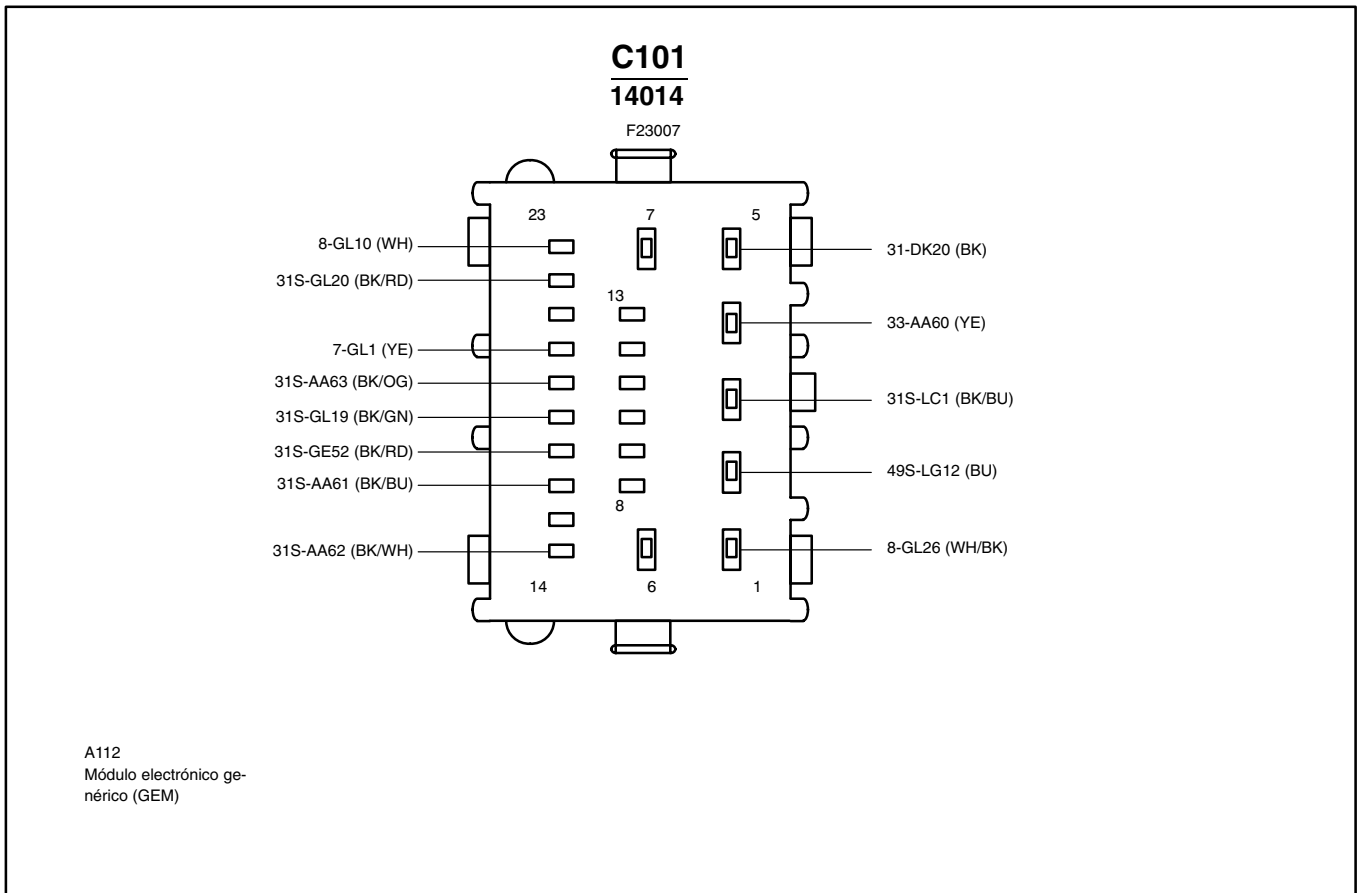 C101
14014
F23007
23 7 5
8-GL10 (WH)
31-DK20 (BK)
31S-GL20 (BK/RD)
13
33-AA60 (YE)
7-GL1 (YE)
31S-AA63 (BK/OG)
31S-LC1 (BK/BU)
31S-GL19 (BK/GN)
31S-GE52 (BK/RD)
49S-LG12 (BU)
31S-AA61 (BK/BU)
8
31S-AA62 (BK/WH)
8-GL26 (WH/BK)
14 6 1
A112
Módulo electrónico ge-
nérico (GEM)